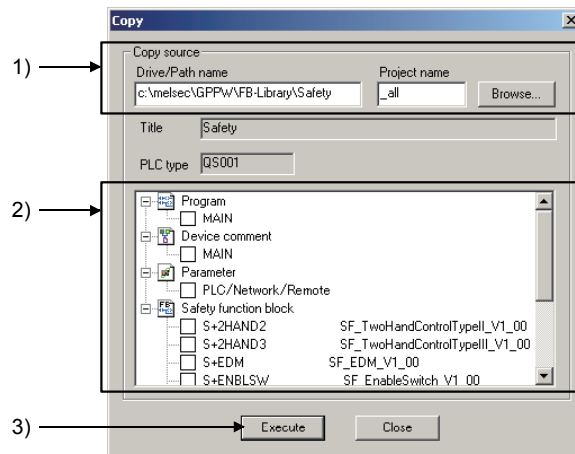 Copy
Copy source
1)
Drive/Path name Project name
c:\melsec\GPPW\FB-Library\Safety _all Browse...
Title Safety
PLC type QS001
2)
Program
MAIN
Device comment
MAIN
Parameter
PLC/Network/Remote
Safety function block
S+2HAND2 SF_TwoHandControlTypeII_V1_00
S+2HAND3 SF_TwoHandControlTypeIII_V1_00
S+EDM SF_EDM_V1_00
S+ENBLSW SF_EnableSwitch_V1_00
3)
Execute Close